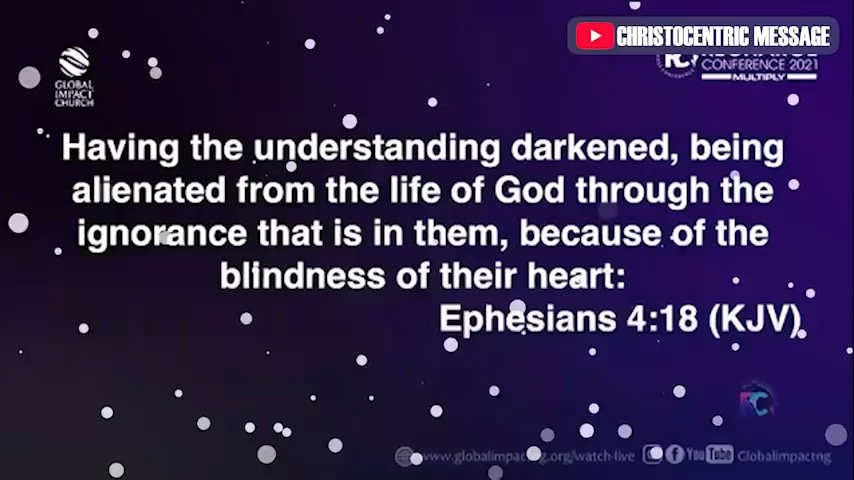 CHRISTOCENTRIC MESSAGE
GLOBAL
IMPACT
CHURCH
CONFERENCE 2021
MULTIPLY
Having the understanding darkened, being
alienated from the life of God through the
ignorance that is in them, because of the
blindness of their heart:
Ephesians 4:18 (KJV)
RC
www.globalimpactng.org/watch-live YouTube Globalimpactng